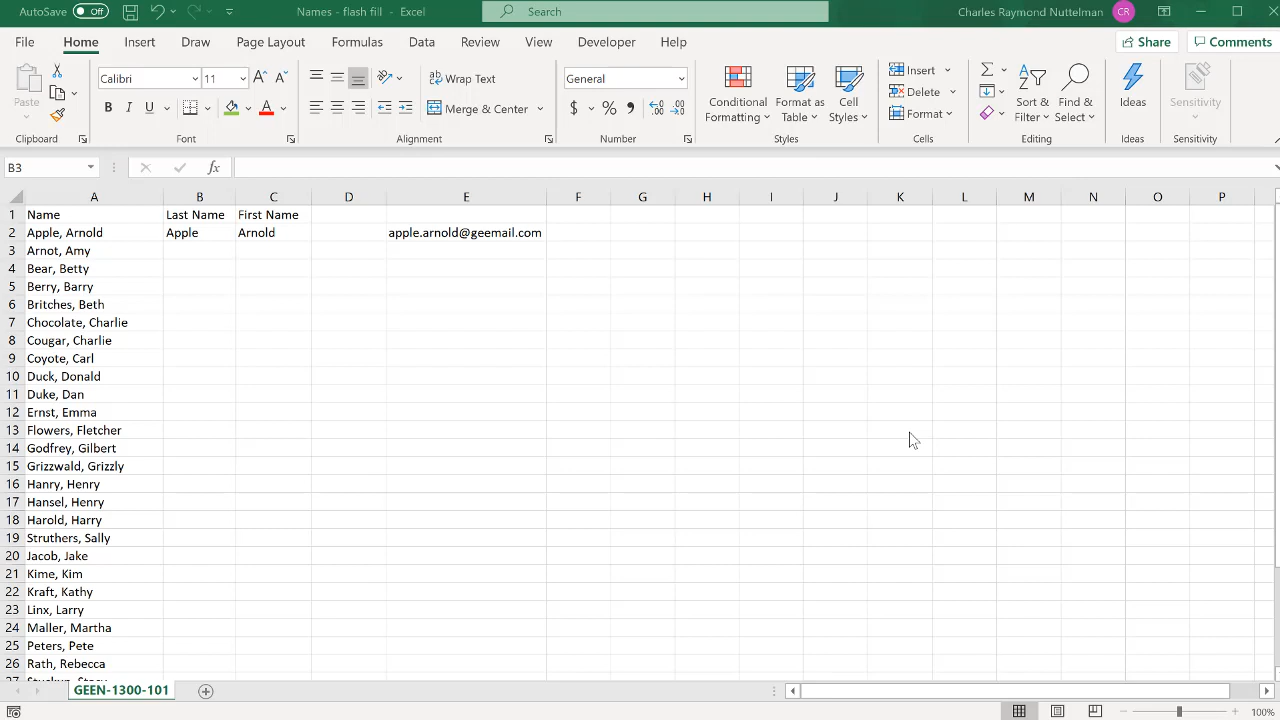 AutoSave Off Names - flash fill - Excel Search Charles Raymond Nuttelman CR
File Home Insert Draw Page Layout Formulas Data Review View Developer Help Share Comments
Paste Calibri 11 Wrap Text General Conditional Formatting Format as Table Cell Styles Insert Sort & Filter Find & Select Ideas Sensitivity
B I U Merge & Center $ % Delete
Format
Clipboard Font Alignment Number Styles Cells Editing Ideas Sensitivity
B3 fx
A B C D E F G H I J K L M N O P
1 Name Last Name First Name
2 Apple, Arnold Apple Arnold apple.arnold@geemail.com
3 Arnot, Amy
4 Bear, Betty
5 Berry, Barry
6 Britches, Beth
7 Chocolate, Charlie
8 Cougar, Charlie
9 Coyote, Carl
10 Duck, Donald
11 Duke, Dan
12 Ernst, Emma
13 Flowers, Fletcher
14 Godfrey, Gilbert
15 Grizzwald, Grizzly
16 Hanry, Henry
17 Hansel, Henry
18 Harold, Harry
19 Struthers, Sally
20 Jacob, Jake
21 Kime, Kim
22 Kraft, Kathy
23 Linx, Larry
24 Maller, Martha
25 Peters, Pete
26 Rath, Rebecca
27
GEEN-1300-101
100%